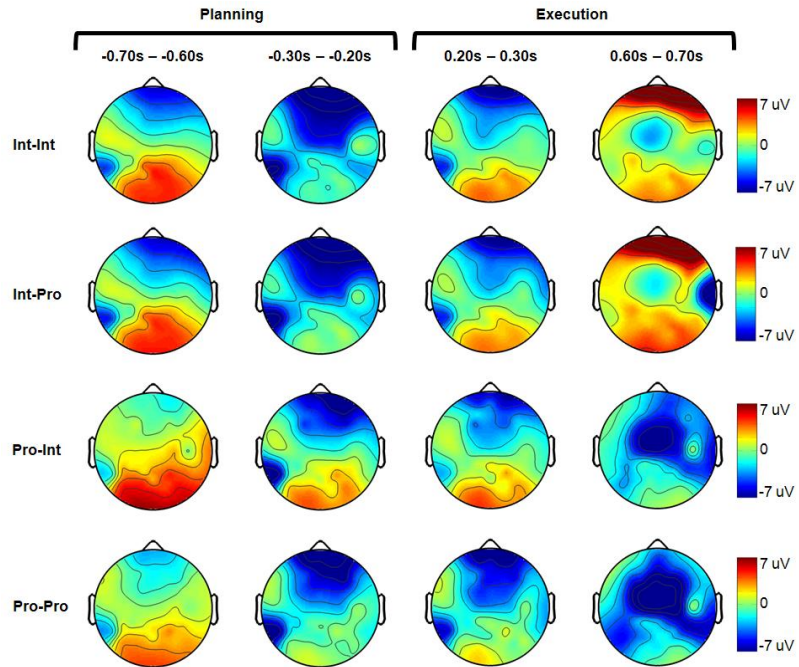 Planning Execution
-0.70s – -0.60s -0.30s – -0.20s 0.20s – 0.30s 0.60s – 0.70s
Int-Int
7 uV
0
-7 uV
Int-Pro
7 uV
0
-7 uV
Pro-Int
7 uV
0
-7 uV
Pro-Pro
7 uV
0
-7 uV